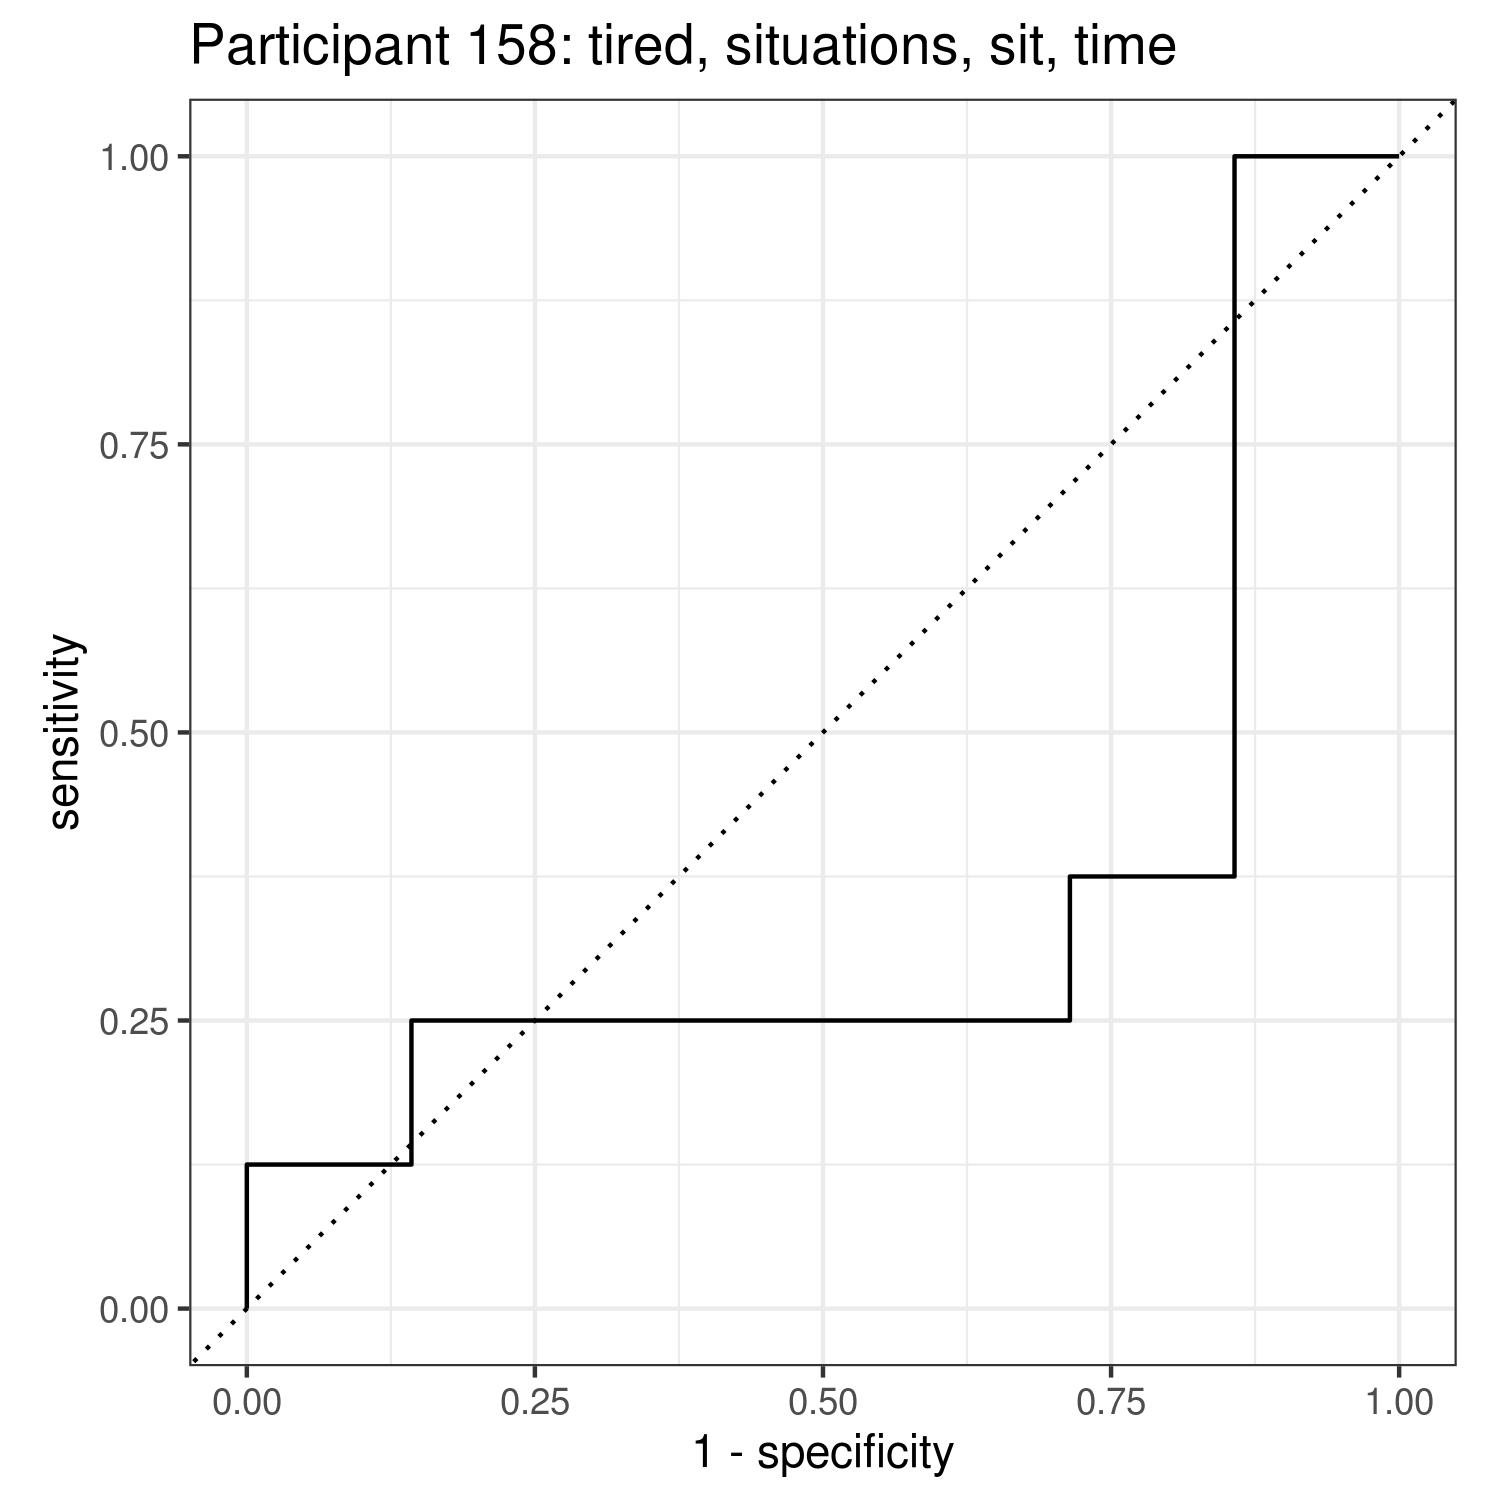 Participant 158: tired, situations, sit, time
1.00
0.75
0.50
0.25
0.00
sensitivity
0.00 0.25 0.50 0.75 1.00
1 - specificity